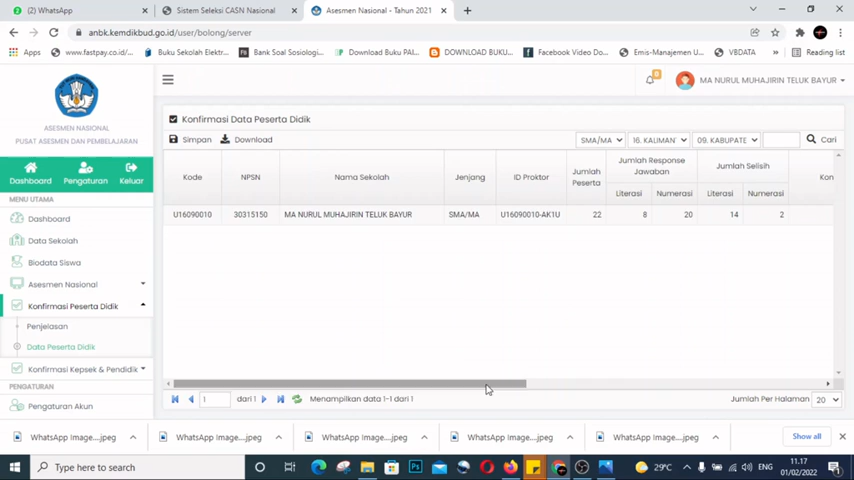 (2) WhatsApp
Sistem Seleksi CASN Nasional
Asesmen Nasional - Tahun 2021
anbk.kemdikbud.go.id/user/bolong/server
Apps
www.fastpay.co.id/...
Buku Sekolah Elektr...
Bank Soal Sosiologi...
Download Buku PAI...
DOWNLOAD BUKU...
Facebook Video Do...
Emis-Manajemen U...
VBDATA
Reading list
ASESMEN NASIONAL
PUSAT ASESMEN DAN PEMBELAJARAN
Dashboard
Pengaturan
Keluar
MENU UTAMA
Dashboard
Data Sekolah
Biodata Siswa
Asesmen Nasional
Konfirmasi Peserta Didik
Penjelasan
Data Peserta Didik
Konfirmasi Kepsek & Pendidik
PENGATURAN
Pengaturan Akun
MA NURUL MUHAJIRIN TELUK BAYUR
Konfirmasi Data Peserta Didik
Simpan
Download
SMA/MA
16. KALIMAN
09. KABUPATE
Cari
Kode
NPSN
Nama Sekolah
Jenjang
ID Proktor
Jumlah Peserta
Jumlah Response Jawaban
Jumlah Selisih
Literasi
Numerasi
Literasi
Numerasi
Kon
U16090010
30315150
MA NURUL MUHAJIRIN TELUK BAYUR
SMA/MA
U16090010-AK1U
22
8
20
14
2
1
dari 1
Menampilkan data 1-1 dari 1
Jumlah Per Halaman
20
WhatsApp Image....jpeg
WhatsApp Image....jpeg
WhatsApp Image....jpeg
WhatsApp Image....jpeg
WhatsApp Image....jpeg
Show all
Type here to search
29°C
ENG
11.17
01/02/2022